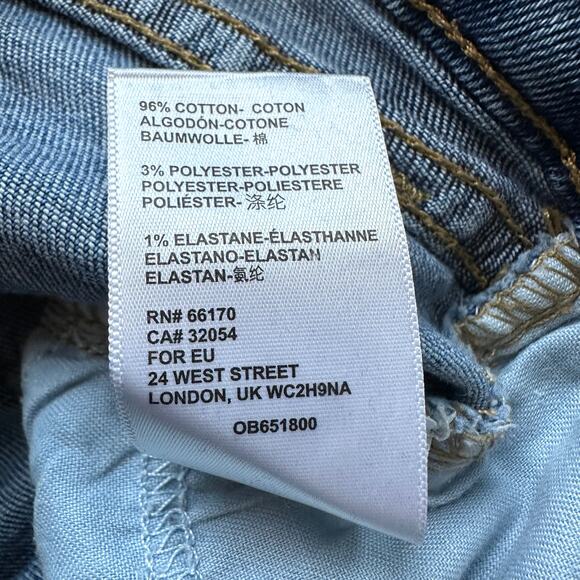 96% COTTON- COTON
ALGODÓN-COTONE
BAUMWOLLE- 棉
3% POLYESTER-POLYESTER
POLYESTER-POLIESTERE
POLIÉSTER- 涤纶
1% ELASTANE-ÉLASTHANNE
ELASTANO-ELASTAN
ELASTAN-氨纶
RN# 66170
CA# 32054
FOR EU
24 WEST STREET
LONDON, UK WC2H9NA
OB651800